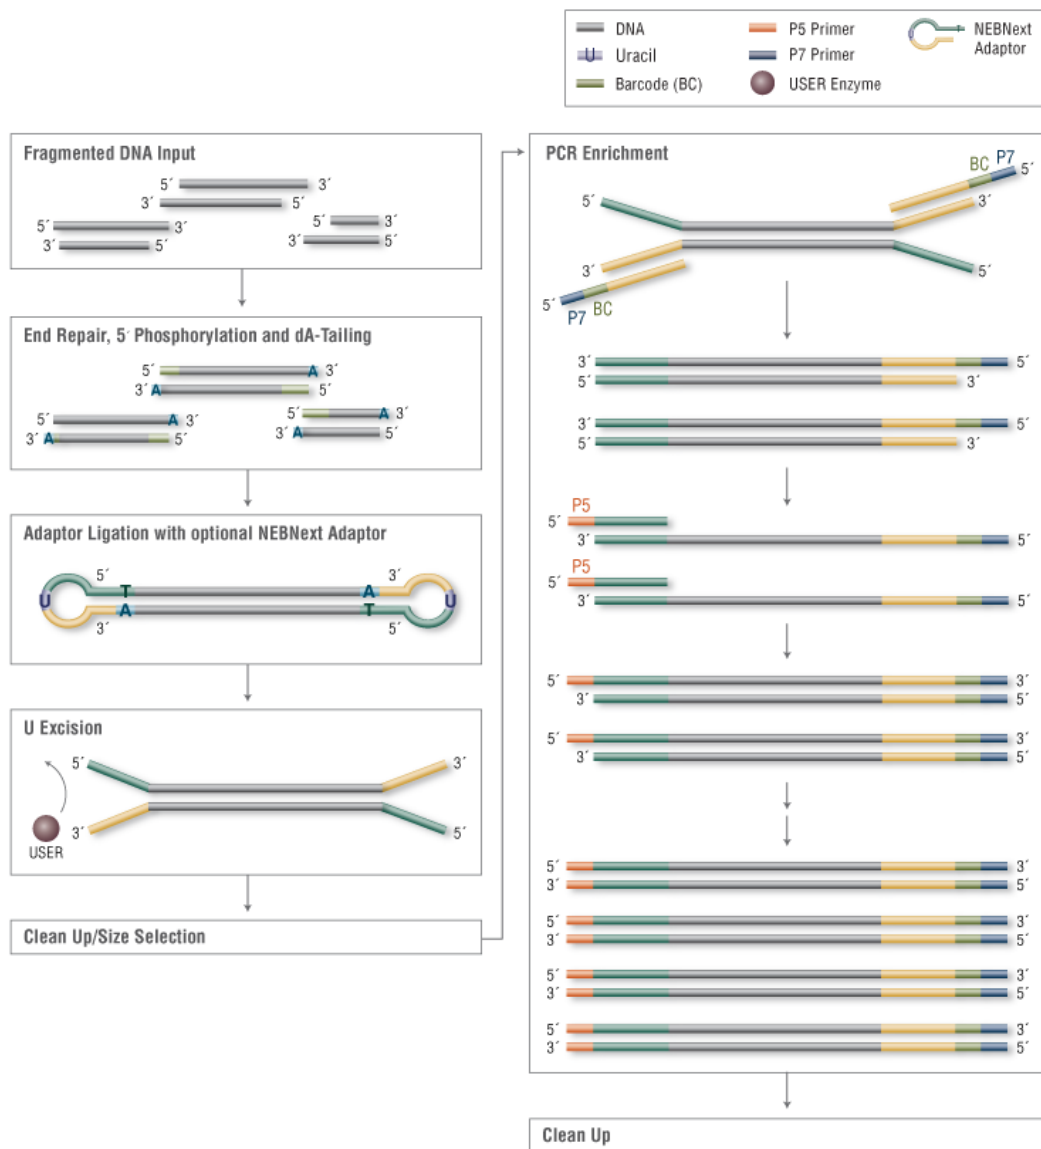 DNA
U Uracil
Barcode (BC)
P5 Primer
P7 Primer
USER Enzyme
T NEBNext
Adaptor
Fragmented DNA Input
5´ 3´
3´ 5´
5´ 3´
3´ 5´
5´ 3´
3´ 5´
End Repair, 5´ Phosphorylation and dA-Tailing
5´ A 3´
3´ A 5´
5´ A 3´
3´ A 5´
5´ A 3´
3´ A 5´
Adaptor Ligation with optional NEBNext Adaptor
5´ 3´
T A
U U
A T
3´ 5´
U Excision
5´ 3´
3´ 5´
USER
Clean Up/Size Selection
PCR Enrichment
BC P7
5´
5´ 3´
3´ 5´
5´
P7 BC
3´ 5´
5´ 3´
3´ 5´
5´ 3´
P5
5´
3´ 5´
P5
5´
3´ 5´
5´ 3´
3´ 5´
5´ 3´
3´ 5´
5´ 3´
3´ 5´
5´ 3´
3´ 5´
5´ 3´
3´ 5´
5´ 3´
3´ 5´
Clean Up